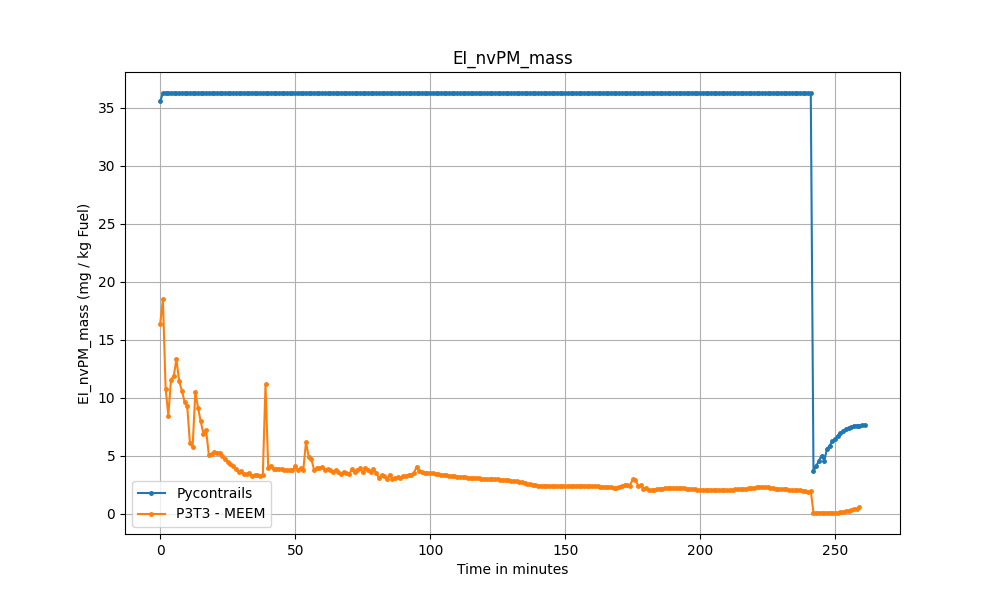 EI_nvPM_mass
EI_nvPM_mass (mg / kg Fuel)
35
30
25
20
15
10
5
0
Pycontrails
P3T3 - MEEM
0 50 100 150 200 250
Time in minutes